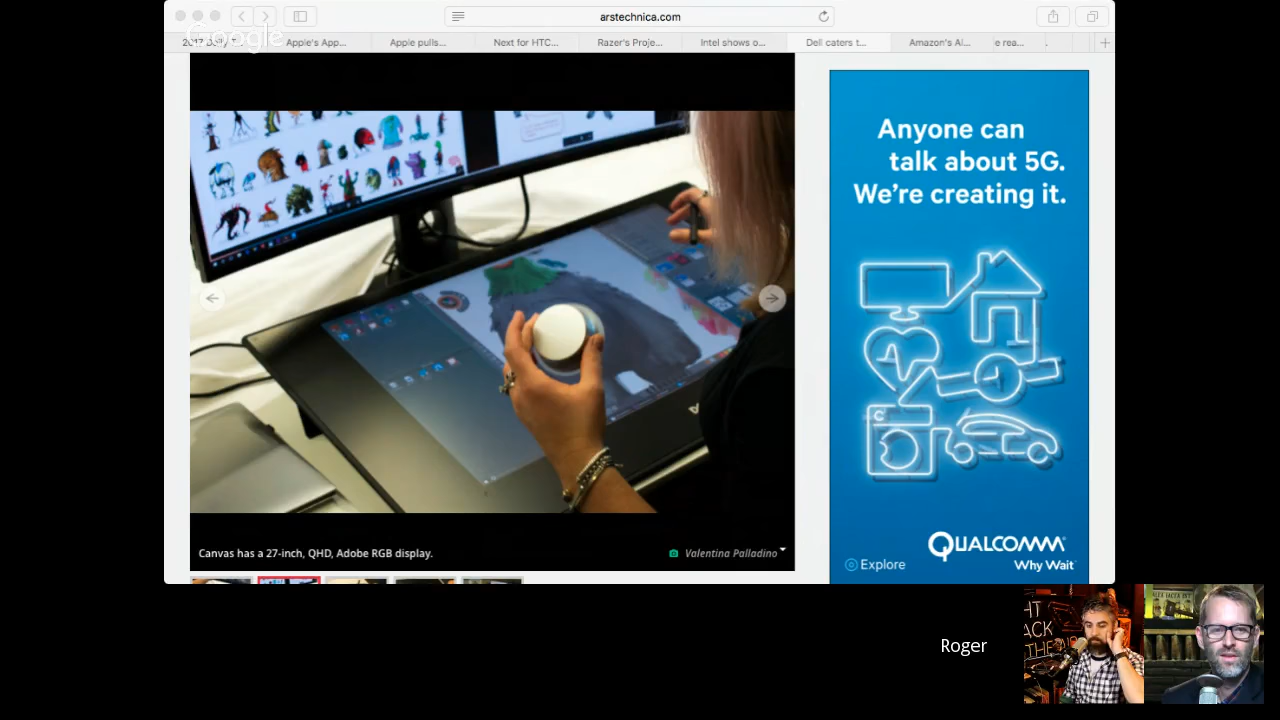 arstechnica.com
Google
Apple's App...
Apple pulls...
Next for HTC...
Razer's Proje...
Intel shows o...
Dell caters t...
Amazon's Al...
e rea...
Anyone can
talk about 5G.
We're creating it.
Canvas has a 27-inch, QHD, Adobe RGB display.
Valentina Palladino
QUALCOMM
Why Wait
Explore
Roger